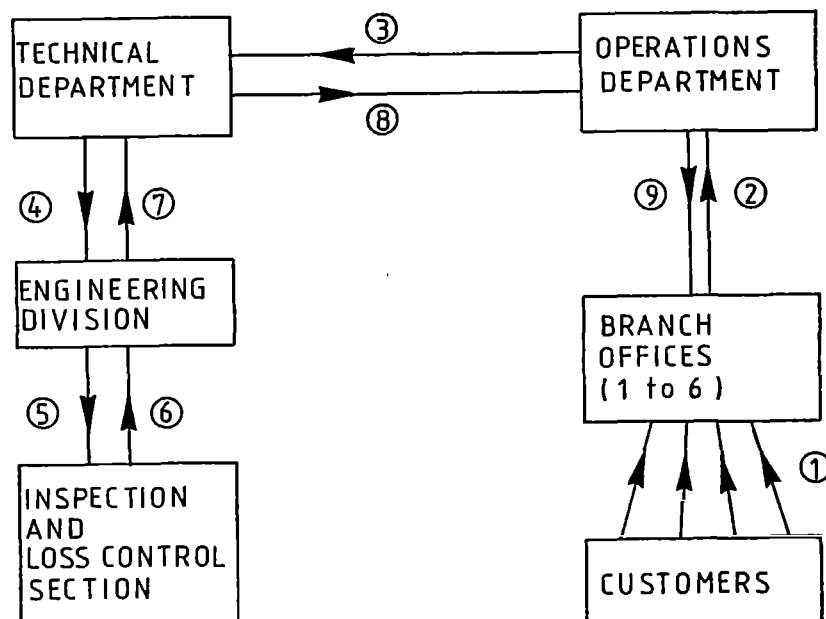 TECHNICAL
DEPARTMENT
③
⑧
OPERATIONS
DEPARTMENT
④
⑦
⑨
②
ENGINEERING
DIVISION
BRANCH
OFFICES
(1 to 6)
⑤
⑥
①
INSPECTION
AND
LOSS CONTROL
SECTION
CUSTOMERS